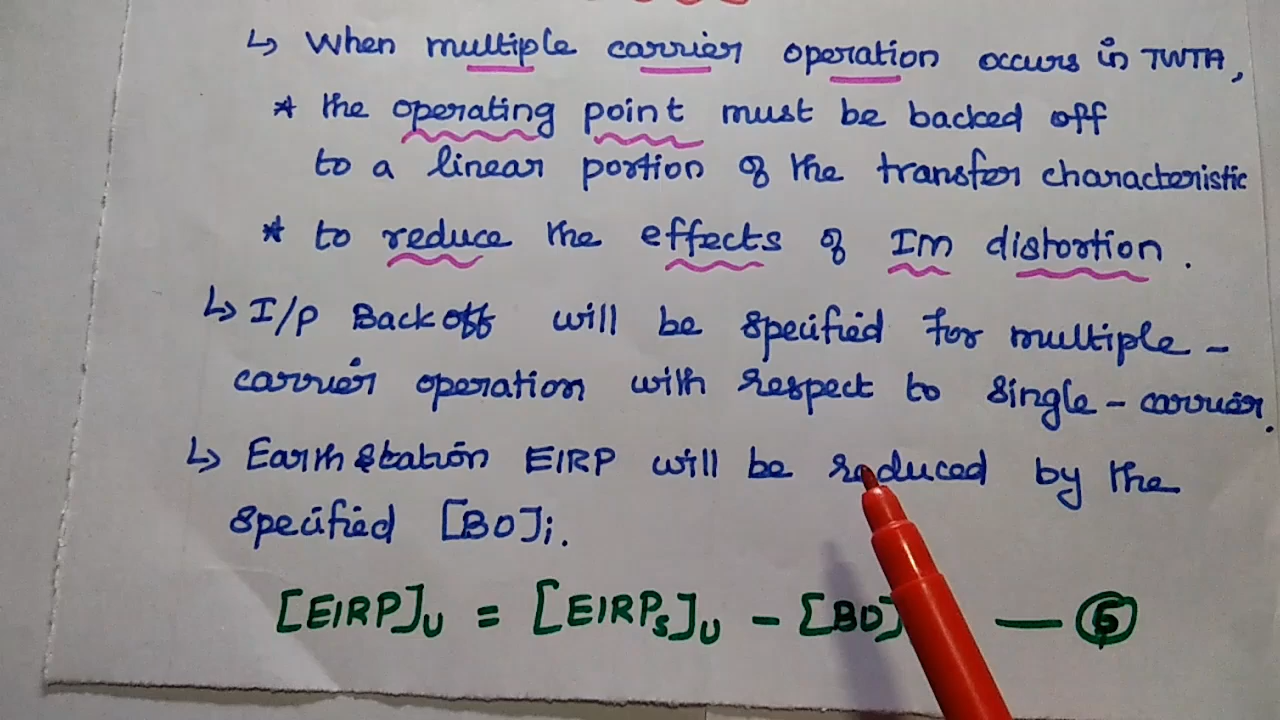 ↳ When multiple carrier operation occurs in TWTA,
* the operating point must be backed off
to a linear portion of the transfer characteristic
* to reduce the effects of IM distortion.
↳ I/p Back off will be specified for multiple-
carrier operation with respect to single-carrier.
↳ Earth station EIRP will be reduced by the
specified [BO]i.
[EIRP]U = [EIRPs]U - [BO] — 6